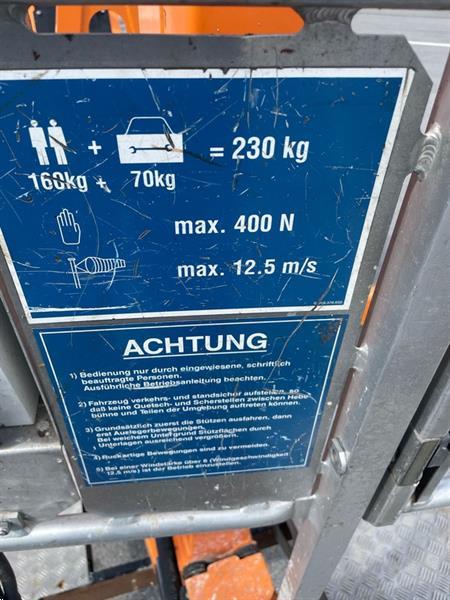 + = 230 kg
160kg + 70kg
max. 400 N
max. 12.5 m/s
ACHTUNG
1) Bedienung nur durch eingewiesene, schriftlich
beauftragte Personen.
Ausführliche Betriebsanleitung beachten.
2) Fahrzeug verkehrs- und standsicher aufstellen, so
daß keine Quetsch- und Scherstellen zwischen Hebe
bühne und Teilen der Umgebung auftreten können.
3) Grundsätzlich zuerst die Stützen ausfahren, dann
erst Auslegerbewegungen.
Bei weichem Untergrund Stützflächen durch
Unterlagen ausreichend vergrößern.
4) Ruckartige Bewegungen sind zu vermeiden.
5) Bei einer Windstärke über 6 (Windgeschwindigkeit
12.5 m/s) ist der Betrieb einzustellen.